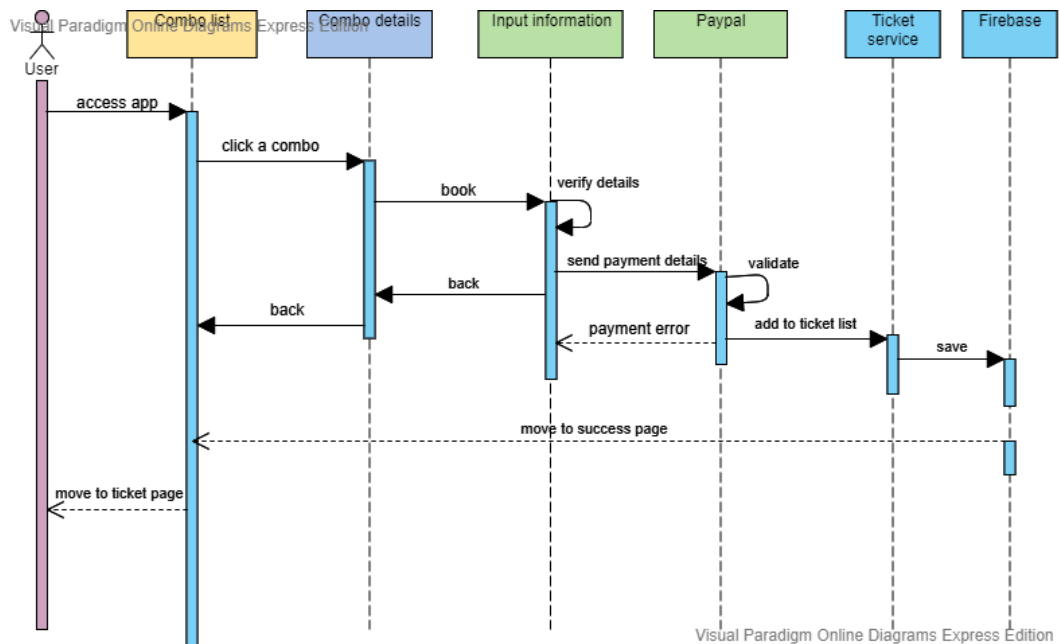 Combo list
Combo details
Input information
Paypal
Ticket
service
Firebase
Visual Paradigm Online Diagrams Express Edition
User
access app
click a combo
verify details
book
send payment details
validate
back
back
payment error
add to ticket list
save
move to success page
move to ticket page
Visual Paradigm Online Diagrams Express Edition